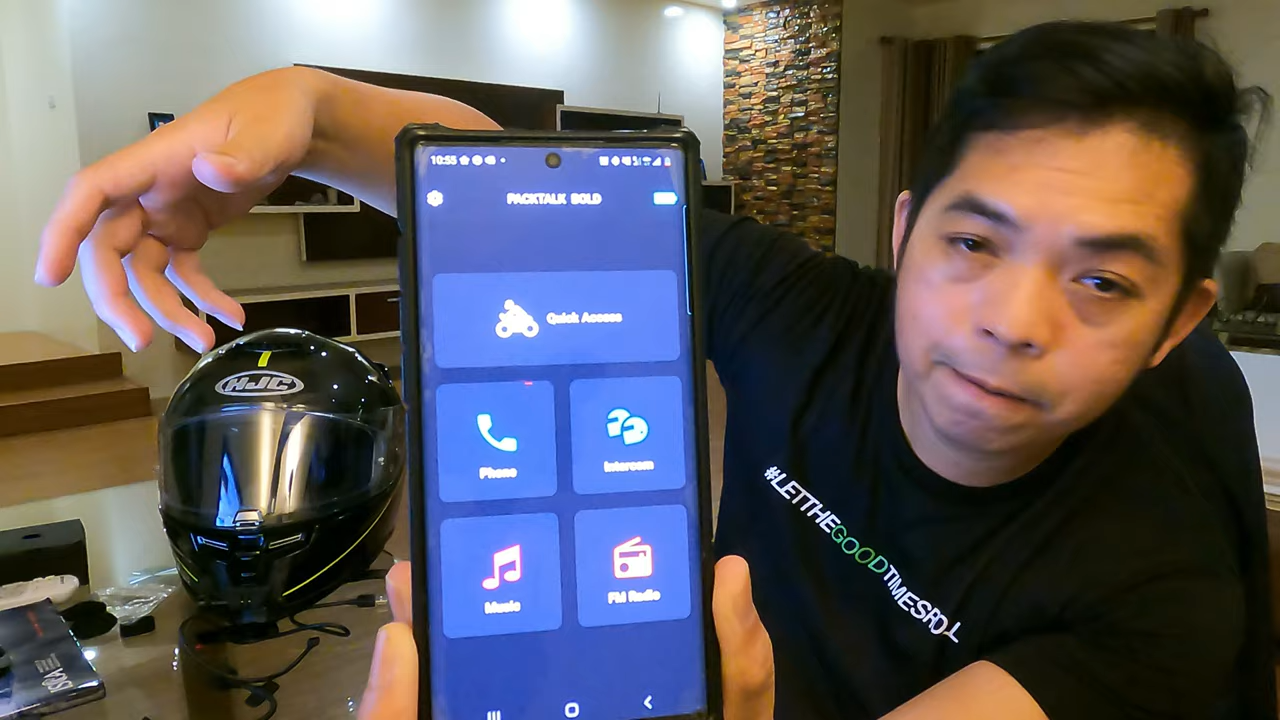 10:55
PACKTALK BOLD
Quick Access
Phone
Intercom
Music
FM Radio
HJC
#LETTHEGOODTIMESROLL